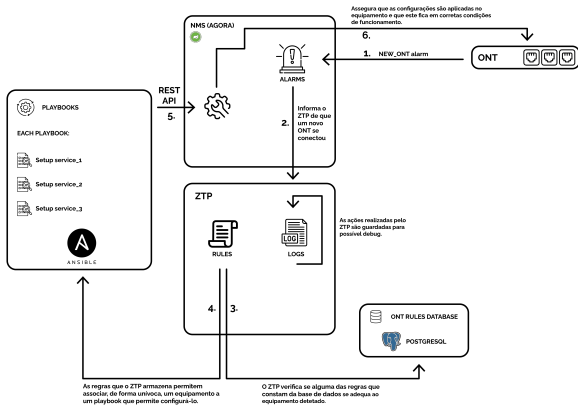 Assegura que as configurações são aplicadas no
equipamento e que este fica em corretas condições
de funcionamento.
6.
NMS (AGORA)
1. NEW_ONT alarm
ONT
ALARMS
REST
API
5.
2.
Informa o
ZTP de que
um novo
ONT se
conectou
PLAYBOOKS
EACH PLAYBOOK:
Setup service_1
Setup service_2
Setup service_3
ANSIBLE
ZTP
LOG
RULES
LOGS
As ações realizadas pelo
ZTP são guardadas para
possível debug.
4.
3.
ONT RULES DATABASE
POSTGRESQL
As regras que o ZTP armazena permitem
associar, de forma unívoca, um equipamento a
um playbook que permite configurá-lo.
O ZTP verifica se alguma das regras que
constam da base de dados se adequa ao
equipamento detetado.